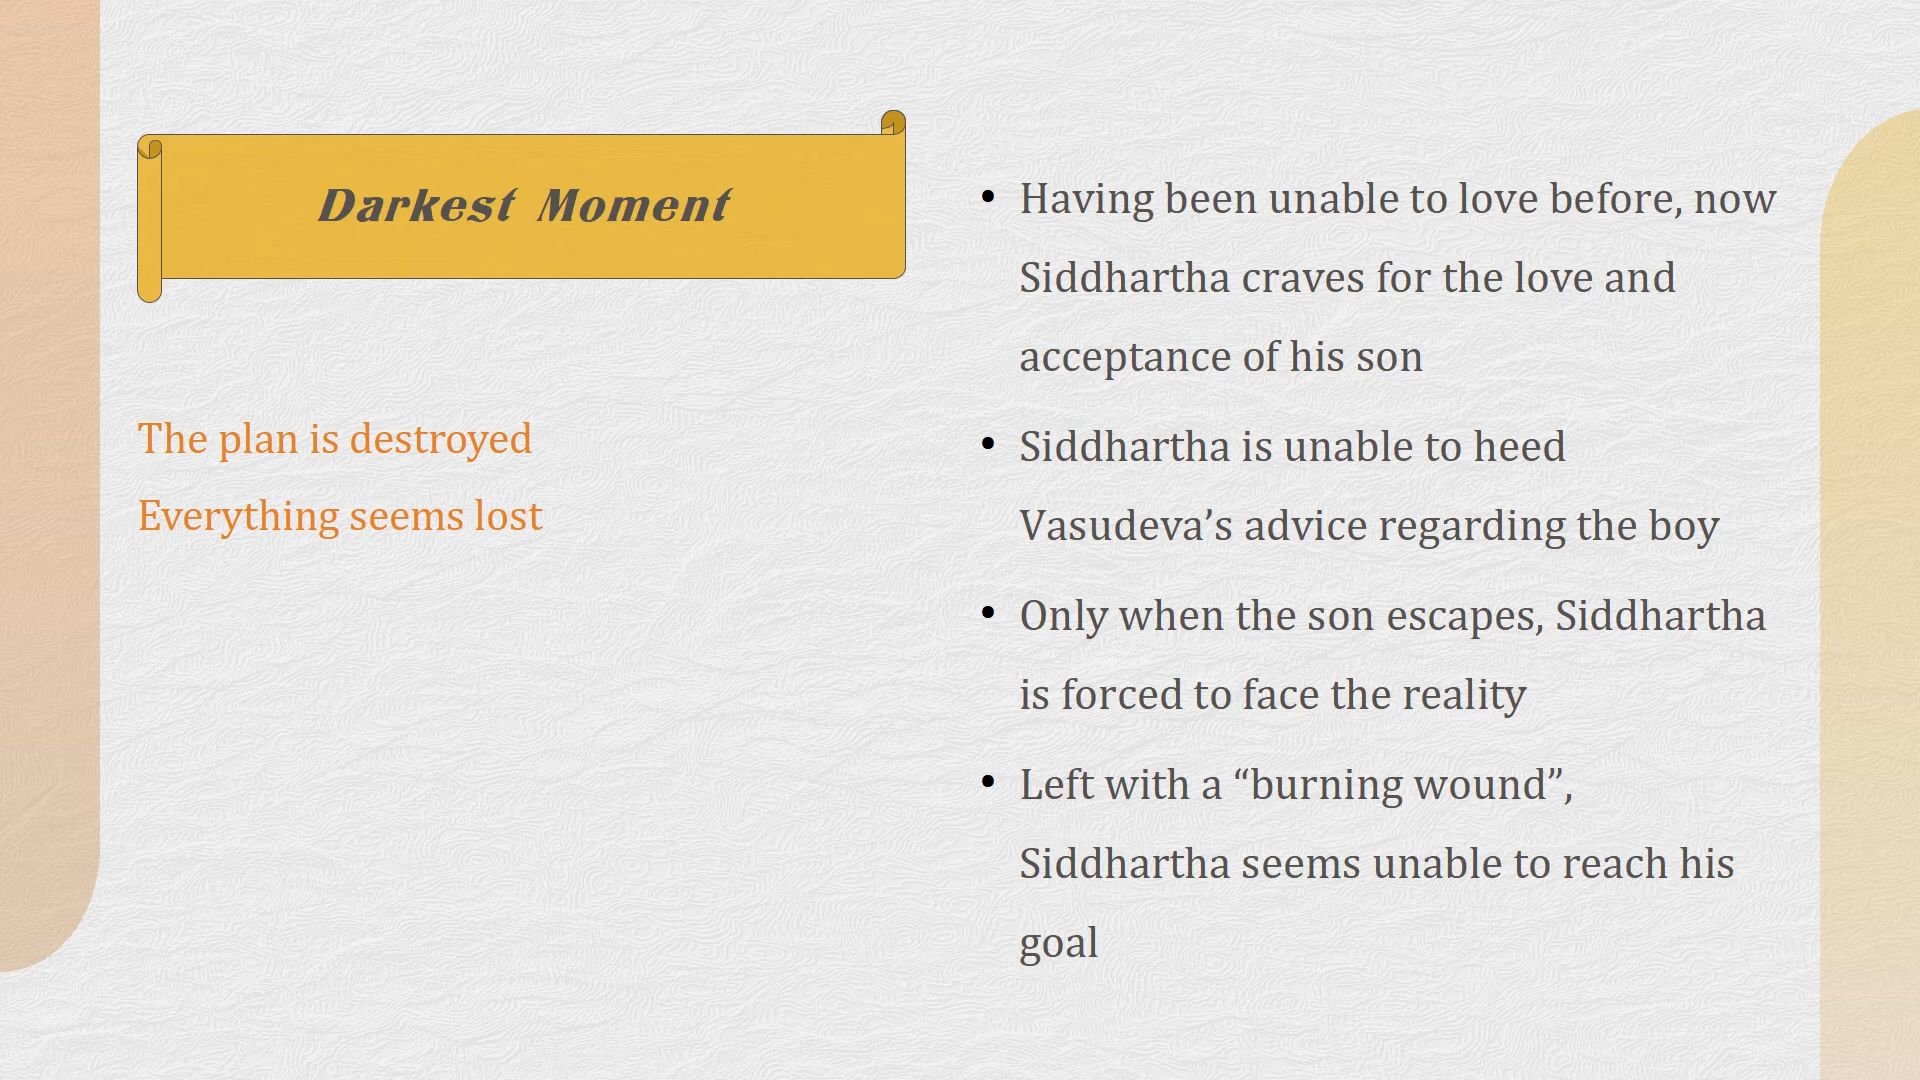 Darkest Moment
The plan is destroyed
Everything seems lost
• Having been unable to love before, now
Siddhartha craves for the love and
acceptance of his son
• Siddhartha is unable to heed
Vasudeva’s advice regarding the boy
• Only when the son escapes, Siddhartha
is forced to face the reality
• Left with a “burning wound”,
Siddhartha seems unable to reach his
goal